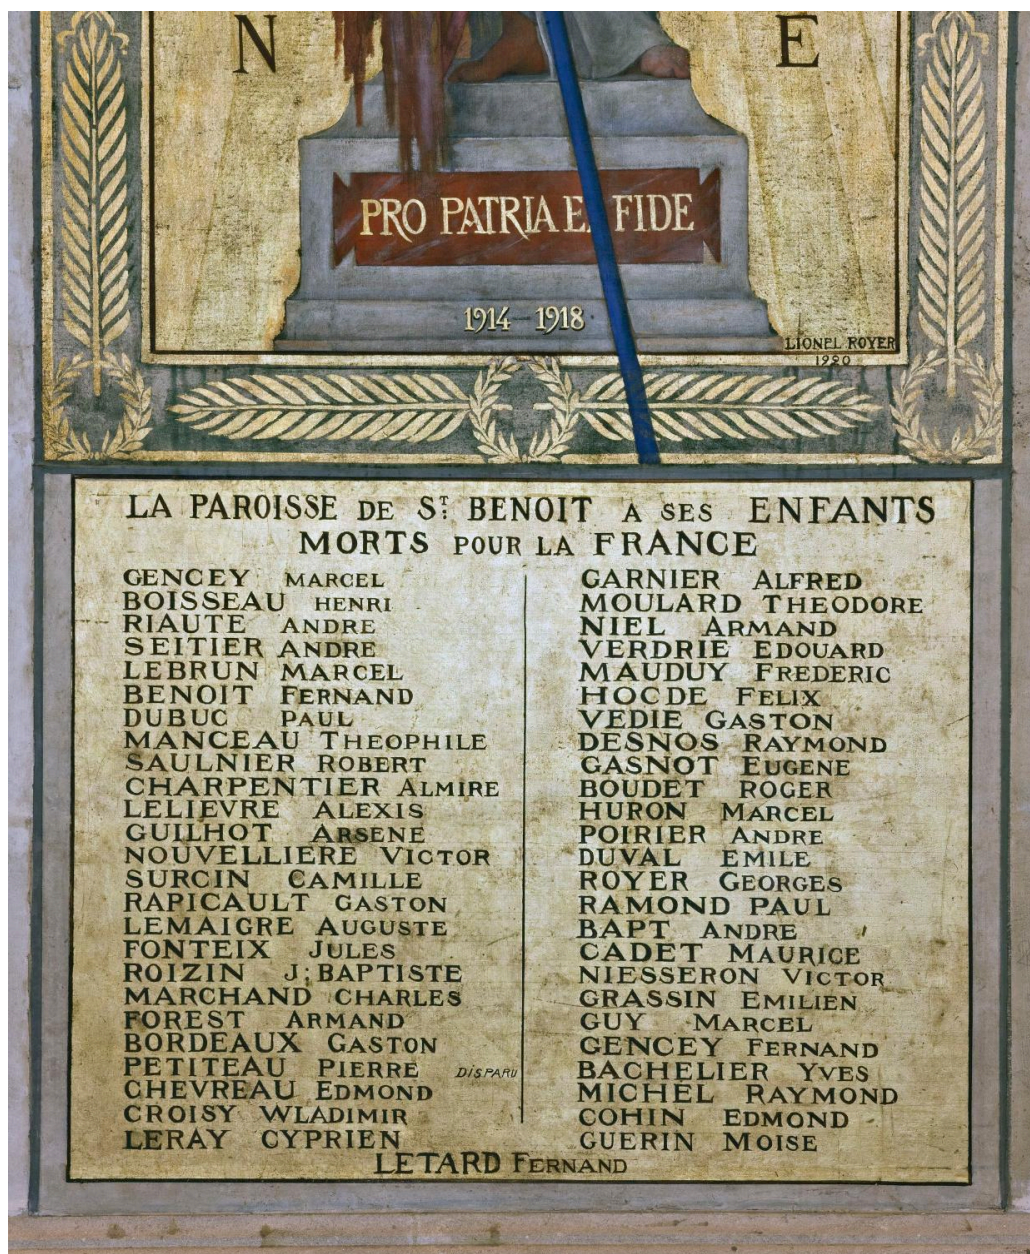 N E
PRO PATRIA E FIDE
1914 1918
LIONEL ROYER
1920
LA PAROISSE DE ST BENOIT A SES ENFANTS
MORTS POUR LA FRANCE
GENCEY MARCEL
BOISSEAU HENRI
RIAUTE ANDRE
SEITIER ANDRE
LEBRUN MARCEL
BENOIT FERNAND
DUBUC PAUL
MANCEAU THEOPHILE
SAULNIER ROBERT
CHARPENTIER ALMIRE
LELIEVRE ALEXIS
GUILHOT ARSENE
NOUVELLIERE VICTOR
SURCIN CAMILLE
RAPICAULT GASTON
LEMAIGRE AUGUSTE
FONTEIX JULES
ROIZIN J: BAPTISTE
MARCHAND CHARLES
FOREST ARMAND
BORDEAUX GASTON
PETITEAU PIERRE DISPARU
CHEVREAU EDMOND
CROISY WLADIMIR
LERAY CYPRIEN
GARNIER ALFRED
MOULARD THEODORE
NIEL ARMAND
VERDRIE EDOUARD
MAUDUY FREDERIC
HOCDE FELIX
VEDIE GASTON
DESNOS RAYMOND
GASNOT EUGENE
BOUDET ROGER
HURON MARCEL
POIRIER ANDRE
DUVAL EMILE
ROYER GEORGES
RAMOND PAUL
BAPT ANDRE
CADET MAURICE
NIESSERON VICTOR
GRASSIN EMILIEN
GUY MARCEL
GENCEY FERNAND
BACHELIER YVES
MICHEL RAYMOND
COHIN EDMOND
GUERIN MOISE
LETARD FERNAND